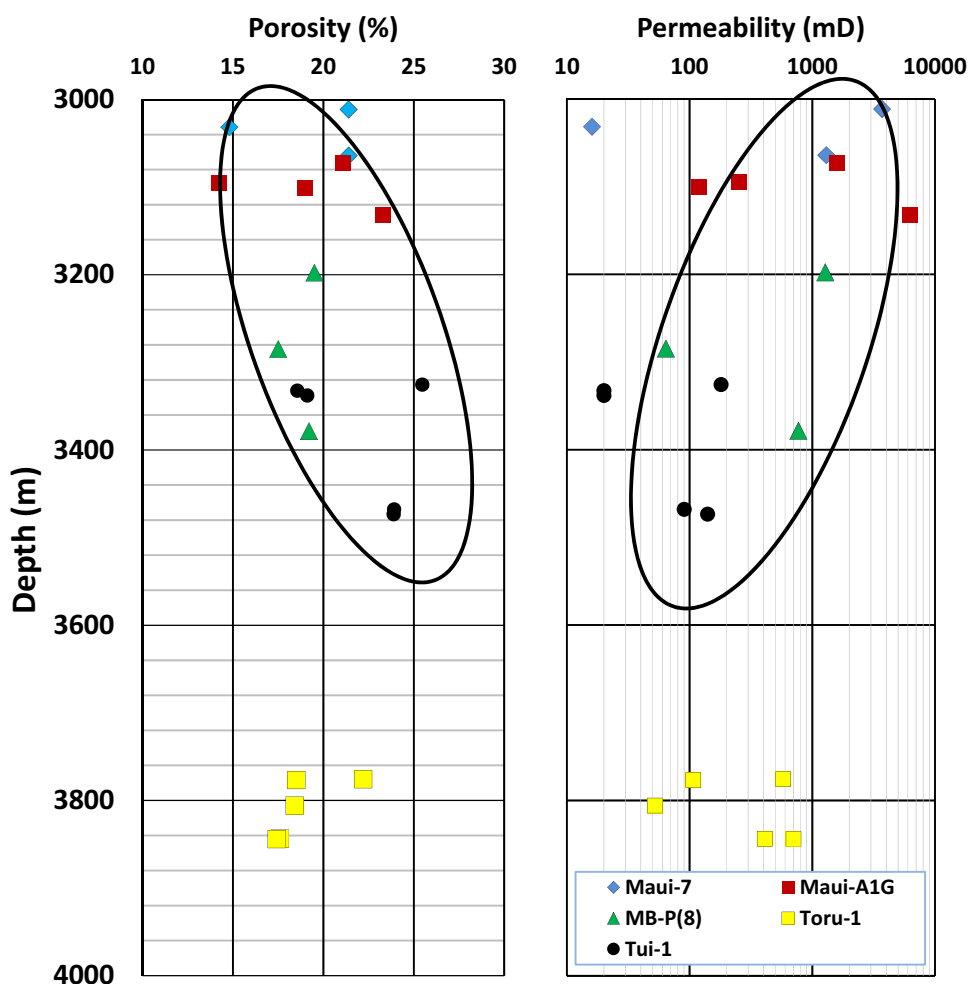 Porosity (%)
Permeability (mD)
10 15 20 25 30
10 100 1000 10000
3000
3200
3400
3600
3800
4000
Depth (m)
Maui-7 Maui-A1G
MB-P(8) Toru-1
Tui-1